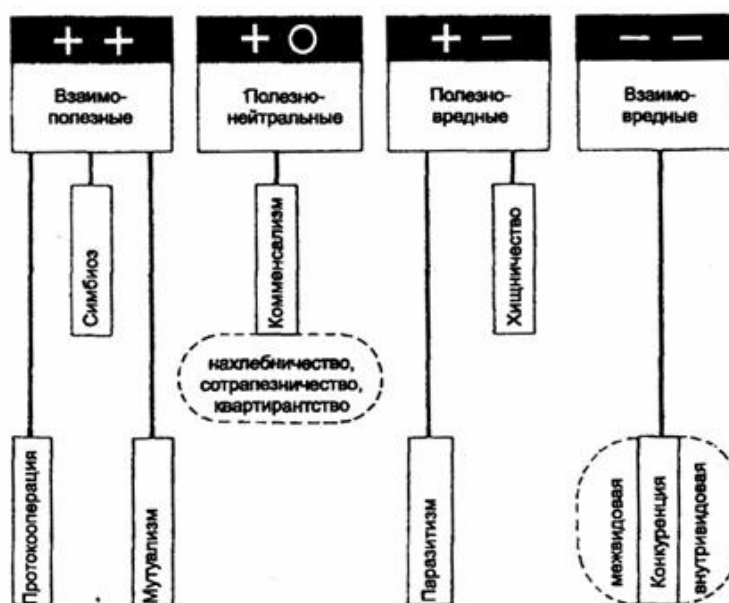 + +
Взаимо-
полезные
+ O
Полезно-
нейтральные
+ −
Полезно-
вредные
− −
Взаимо-
вредные
Симбиоз
Комменсализм
Хищничество
нахлебничество,
сотрапезничество,
квартирантство
Протокооперация
Мутуализм
Паразитизм
межвидовая
Конкуренция
внутривидовая